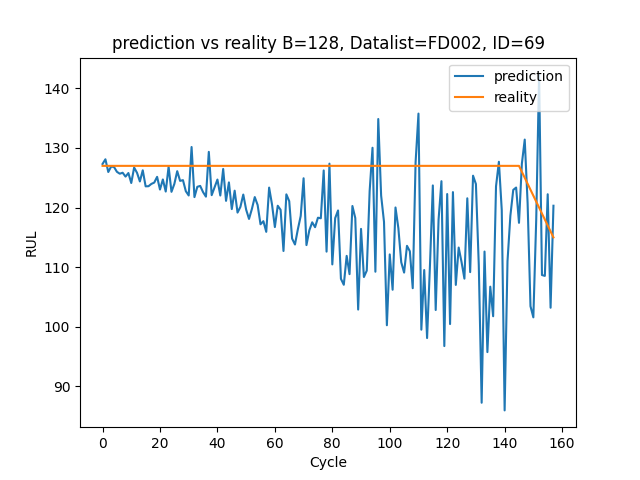 prediction vs reality B=128, Datalist=FD002, ID=69
prediction
reality
140
130
120
110
100
90
RUL
0 20 40 60 80 100 120 140 160
Cycle